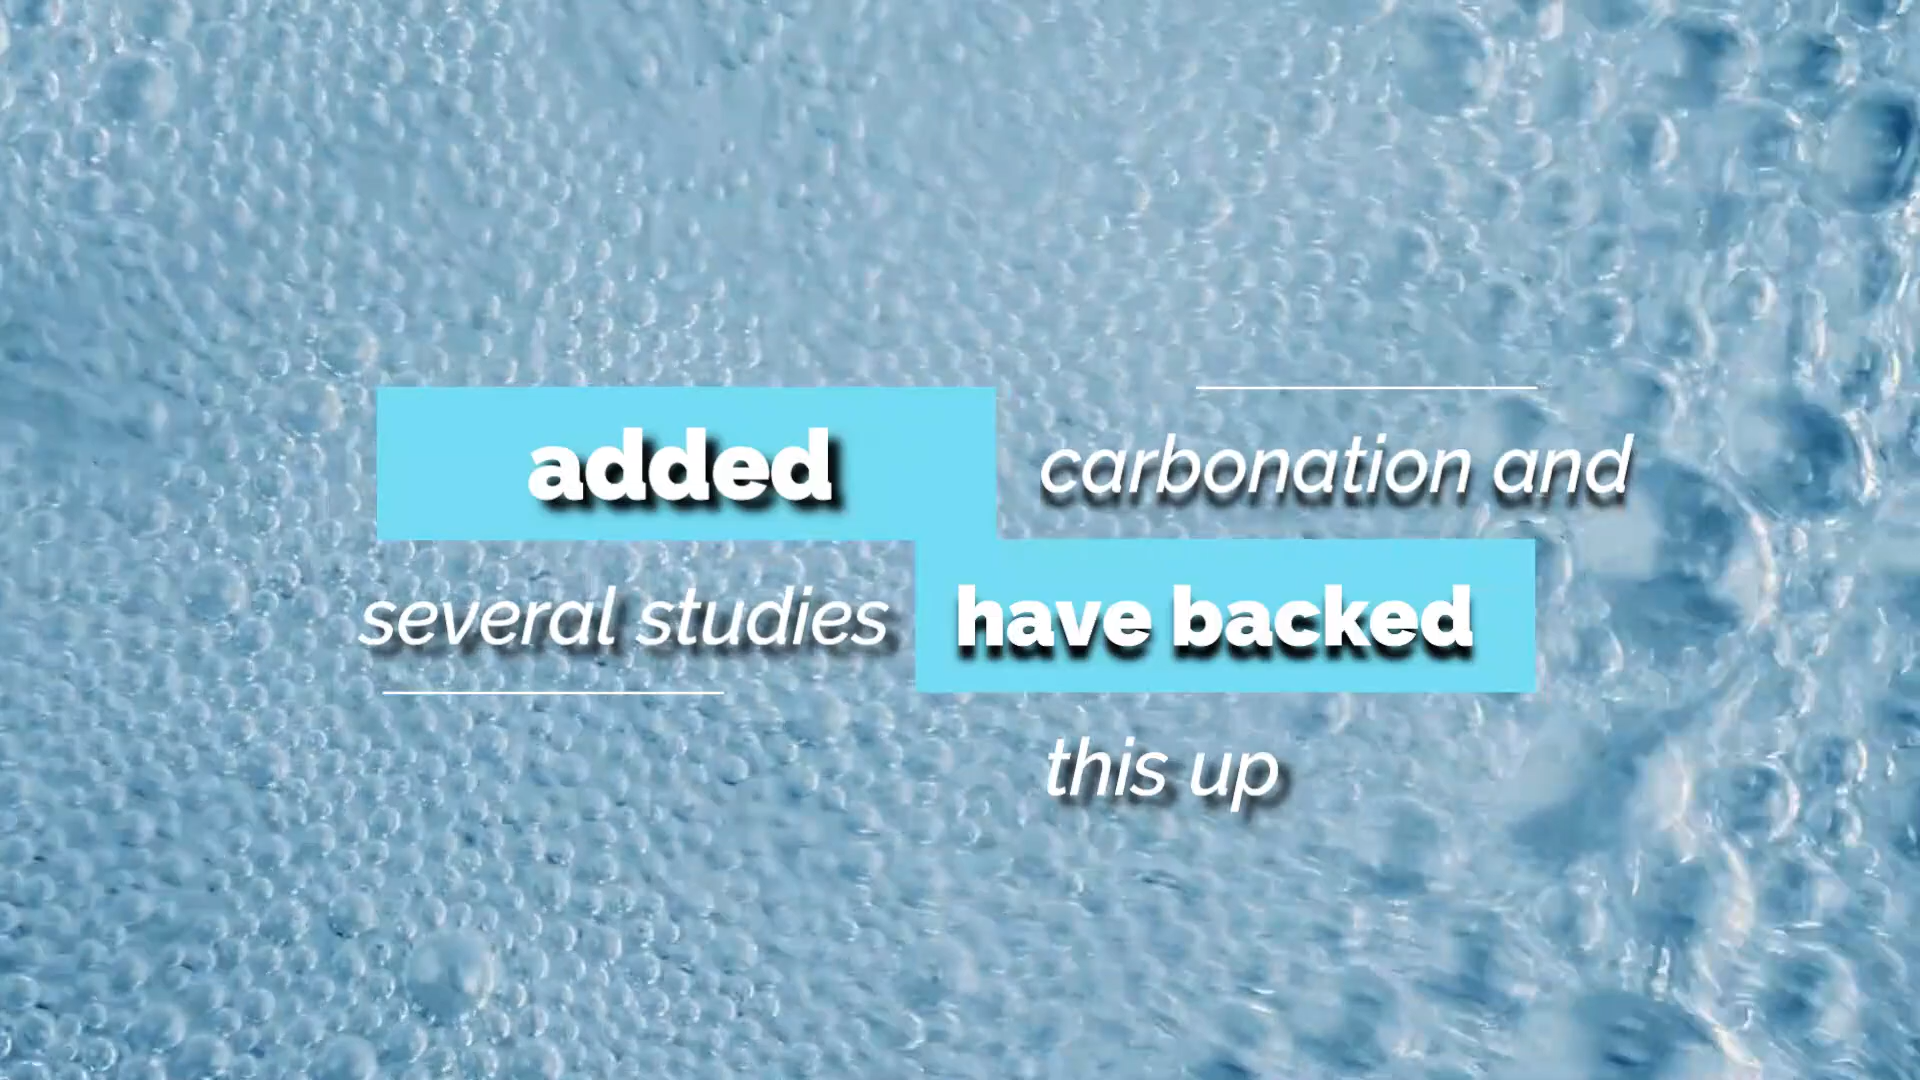 added carbonation and
several studies have backed
this up